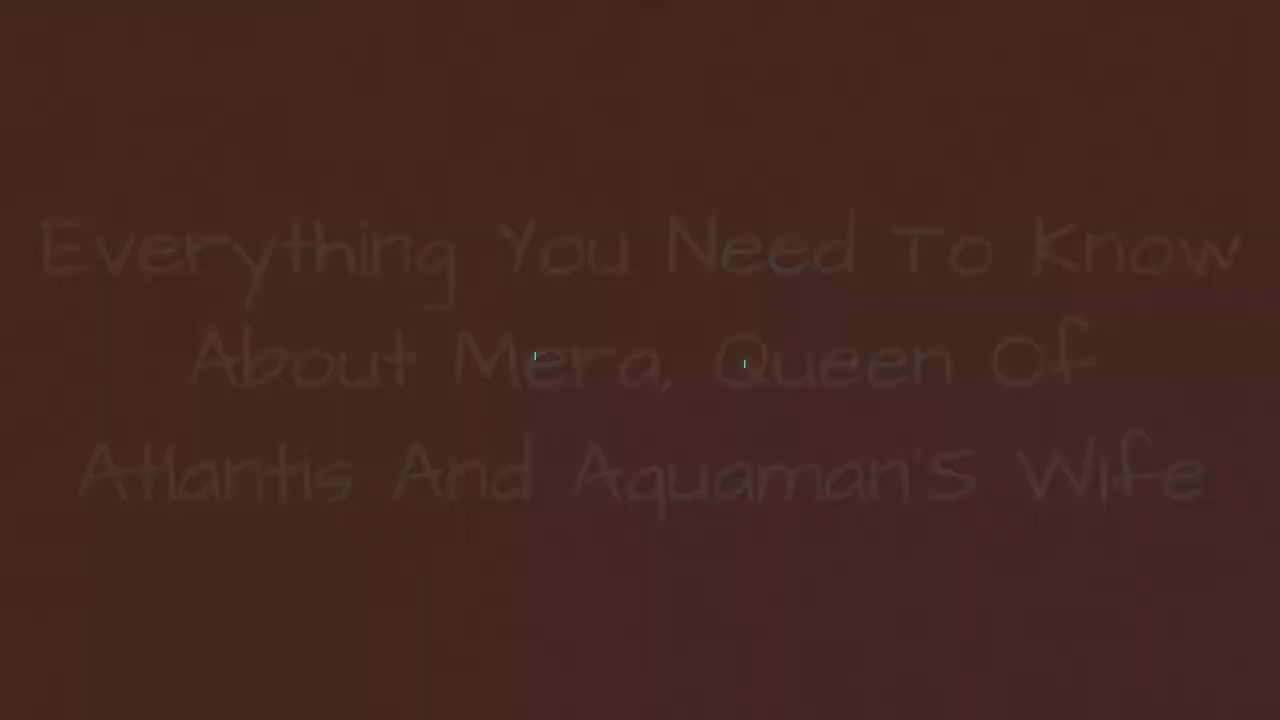 Everything You Need To Know
About Mera, Queen Of
Atlantis And Aquaman'S Wife